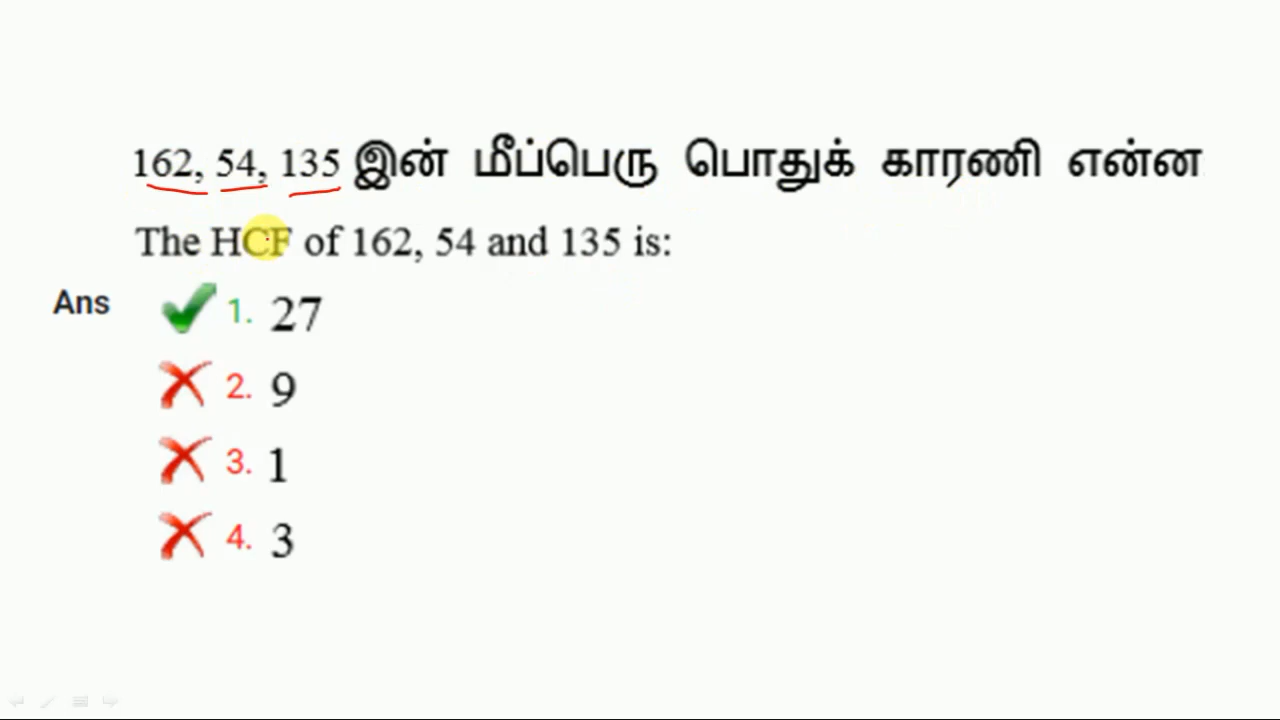 162, 54, 135 இன் மீப்பெரு பொதுக் காரணி என்ன
The HCF of 162, 54 and 135 is:
Ans 1. 27
2. 9
3. 1
4. 3